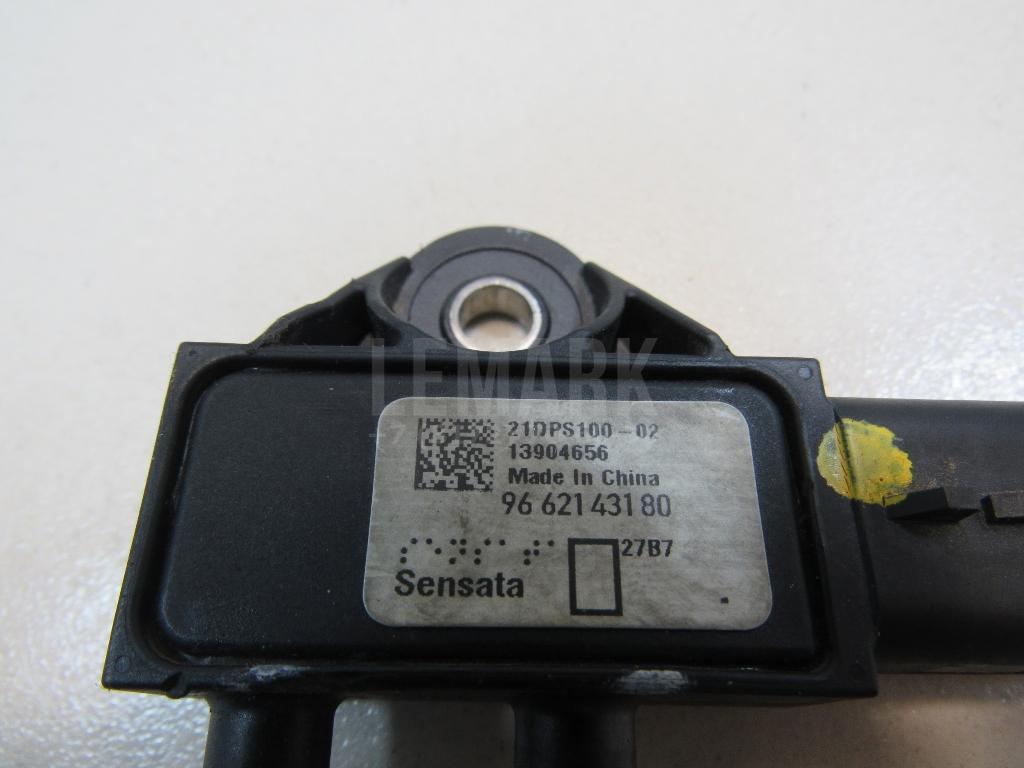 LEMARK
21DPS100-02
13904656
Made In China
96 621 431 80
27B7
Sensata